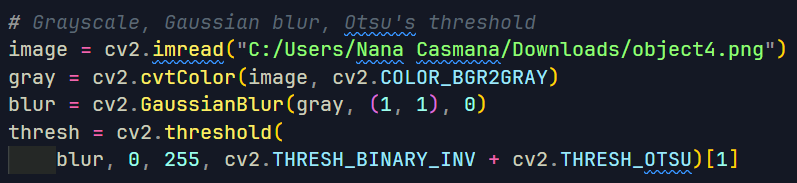 # Grayscale, Gaussian blur, Otsu's threshold
image = cv2.imread("C:/Users/Nana Casmana/Downloads/object4.png")
gray = cv2.cvtColor(image, cv2.COLOR_BGR2GRAY)
blur = cv2.GaussianBlur(gray, (1, 1), 0)
thresh = cv2.threshold(
    blur, 0, 255, cv2.THRESH_BINARY_INV + cv2.THRESH_OTSU)[1]